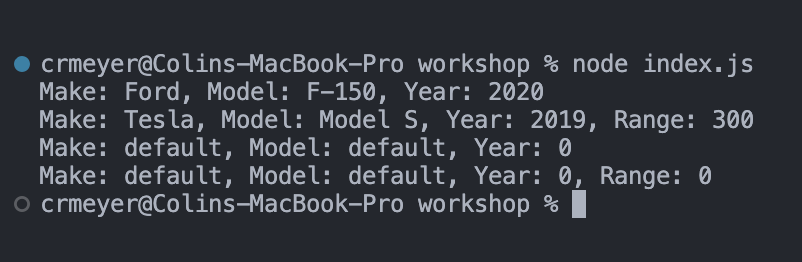 crmeyer@Colins-MacBook-Pro workshop % node index.js
Make: Ford, Model: F-150, Year: 2020
Make: Tesla, Model: Model S, Year: 2019, Range: 300
Make: default, Model: default, Year: 0
Make: default, Model: default, Year: 0, Range: 0
crmeyer@Colins-MacBook-Pro workshop %